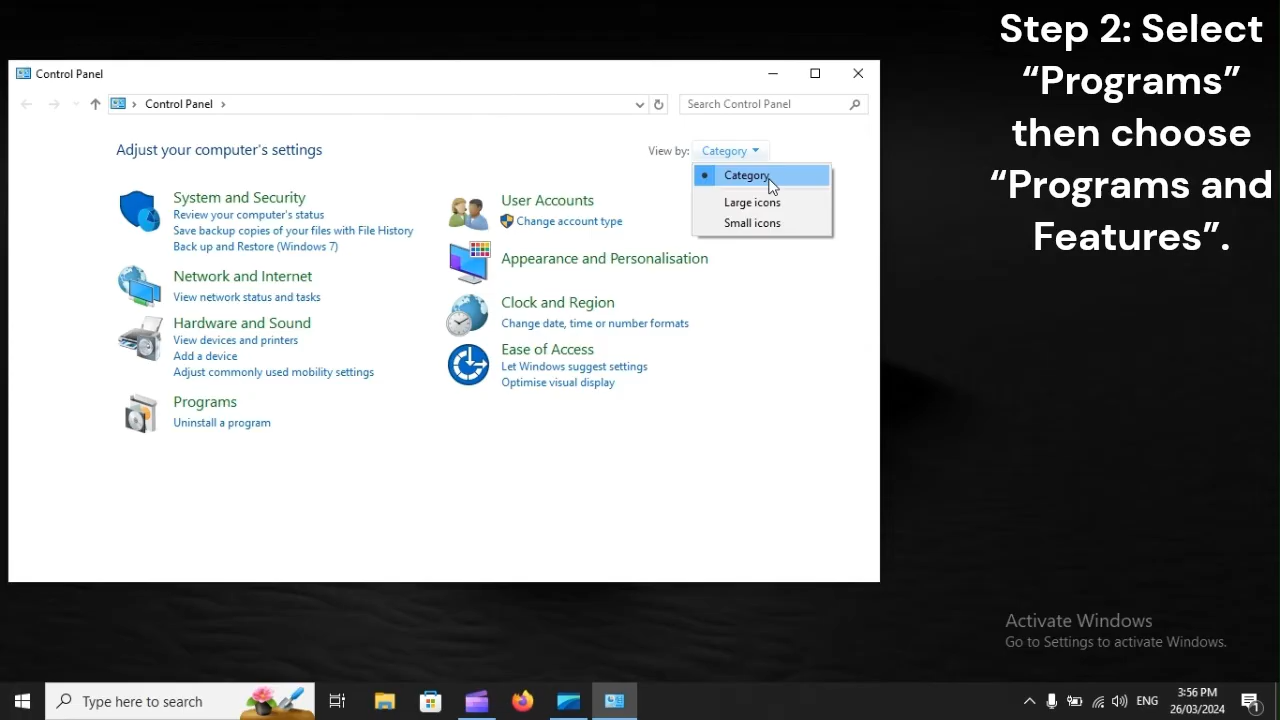 Step 2: Select
“Programs”
then choose
“Programs and
Features”.
Control Panel
Control Panel
Search Control Panel
Adjust your computer's settings
View by: Category
Category
Large icons
Small icons
System and Security
Review your computer's status
Save backup copies of your files with File History
Back up and Restore (Windows 7)
Network and Internet
View network status and tasks
Hardware and Sound
View devices and printers
Add a device
Adjust commonly used mobility settings
Programs
Uninstall a program
User Accounts
Change account type
Appearance and Personalisation
Clock and Region
Change date, time or number formats
Ease of Access
Let Windows suggest settings
Optimise visual display
Activate Windows
Go to Settings to activate Windows.
Type here to search
ENG
3:56 PM
26/03/2024
1